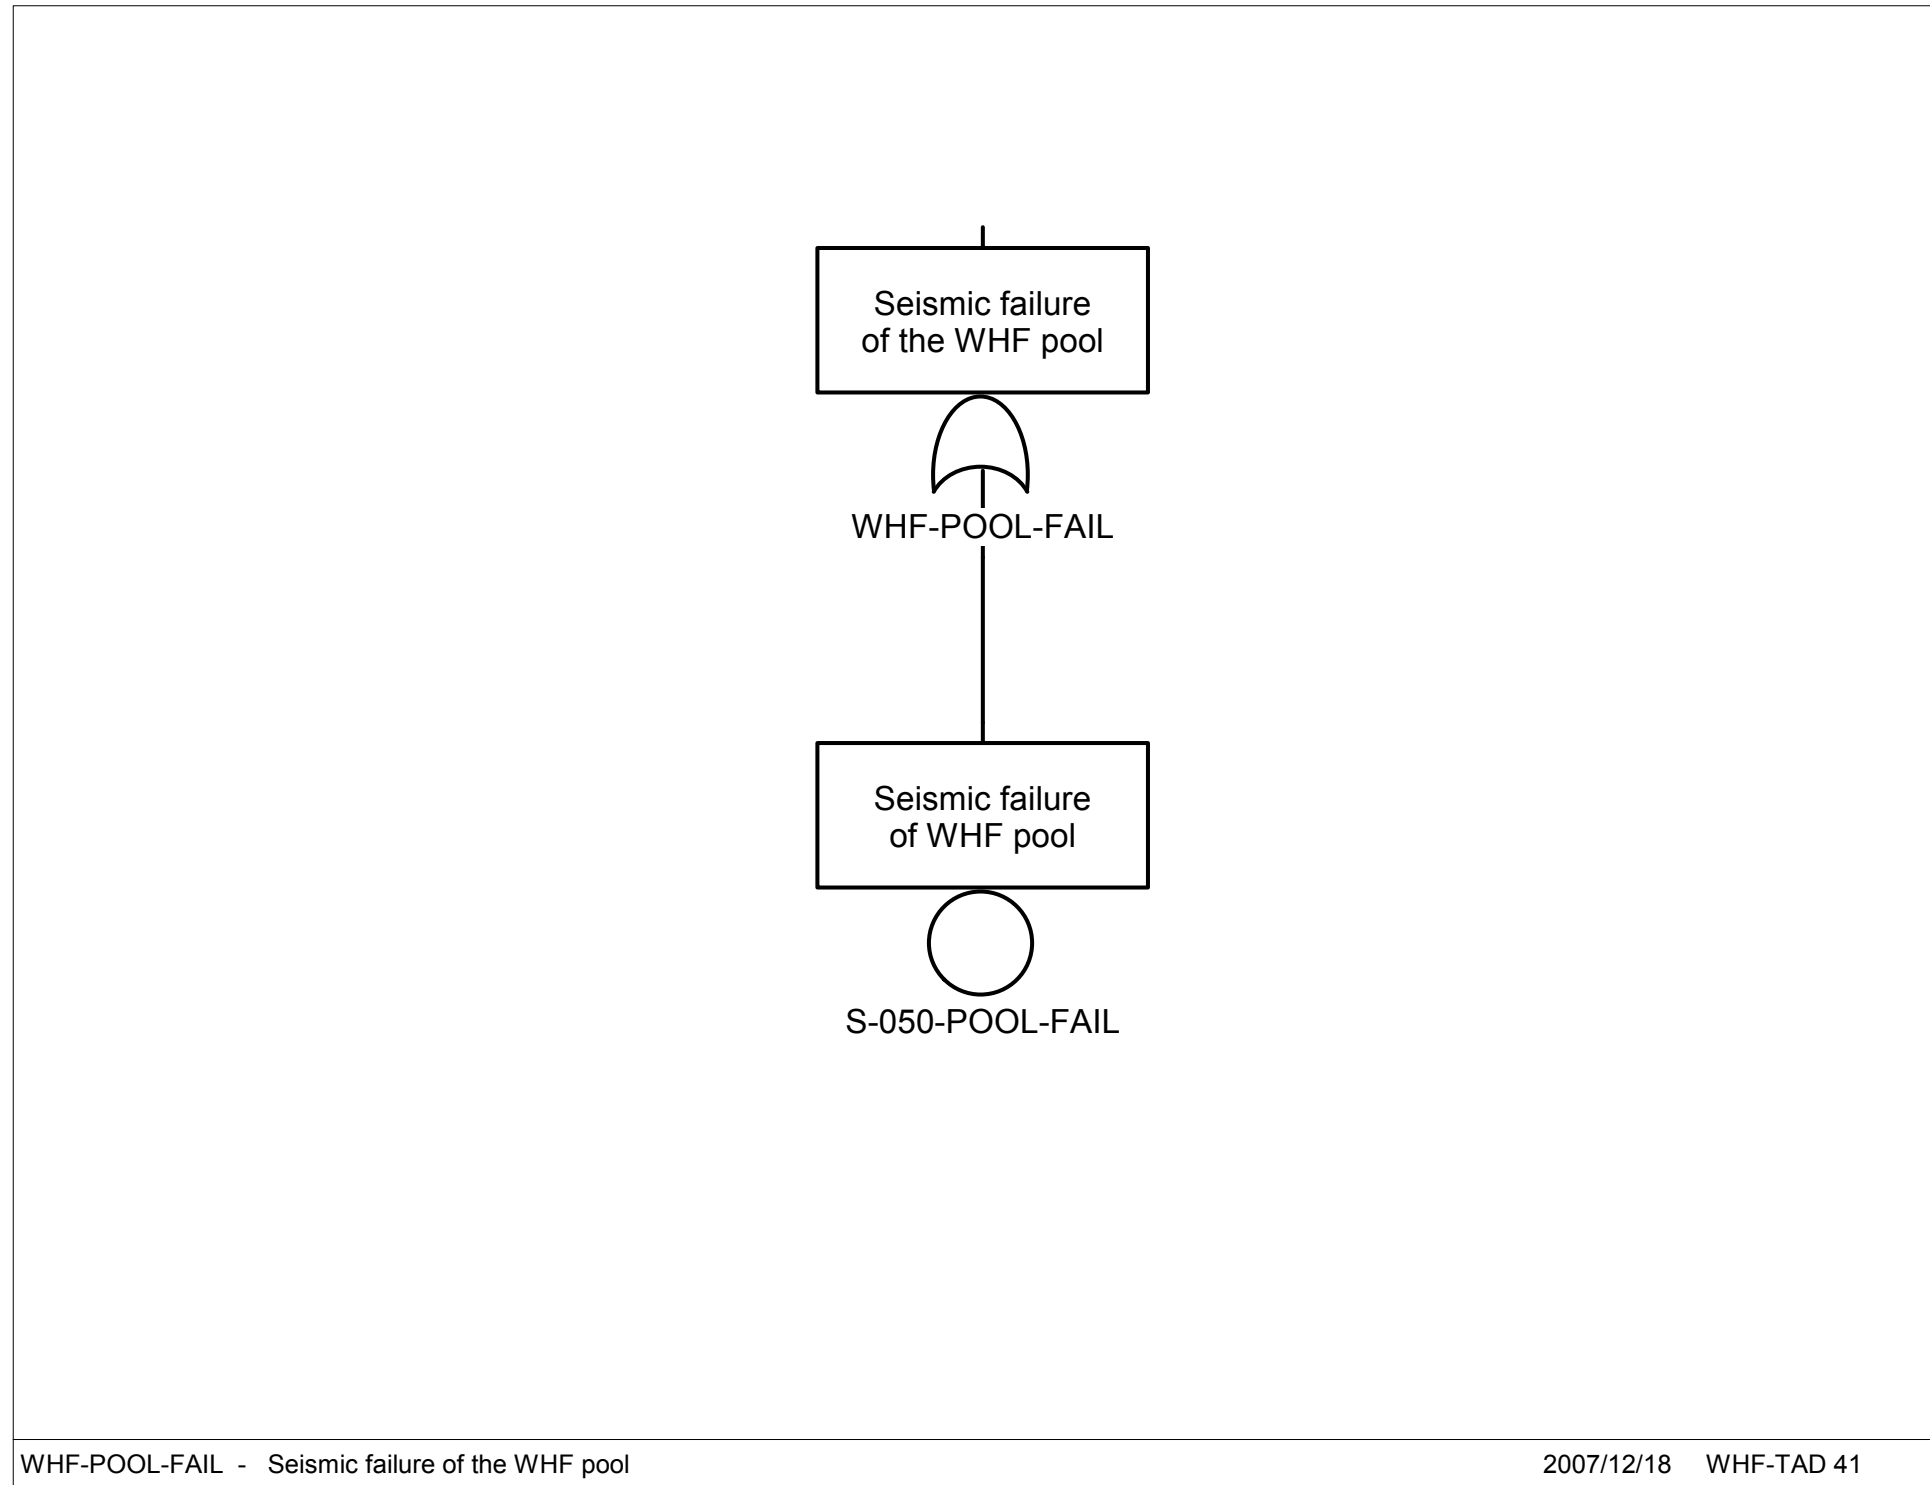 Seismic failure
of the WHF pool
WHF-POOL-FAIL
Seismic failure
of WHF pool
S-050-POOL-FAIL
WHF-POOL-FAIL - Seismic failure of the WHF pool 2007/12/18 WHF-TAD 41